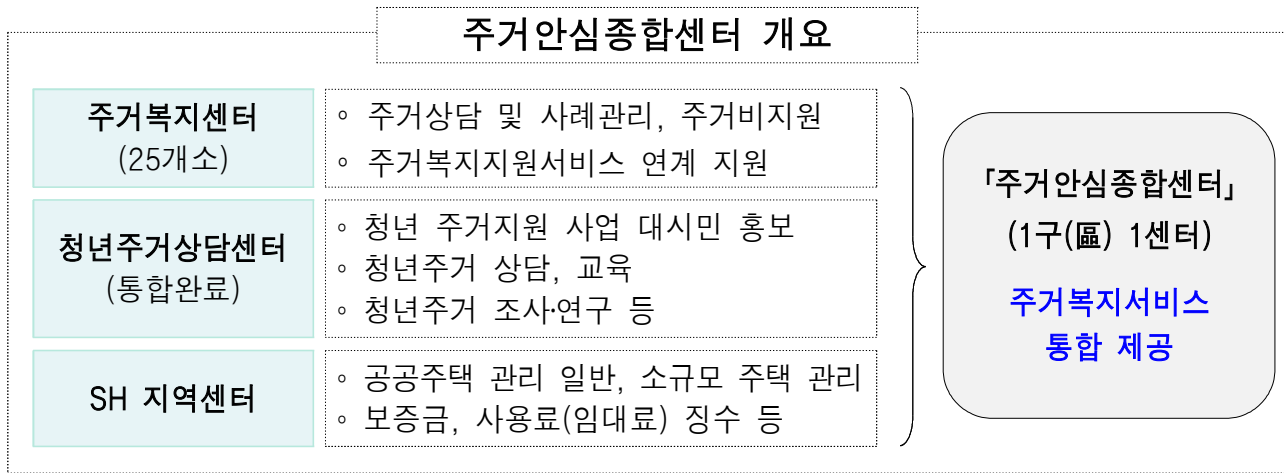 주거안심종합센터 개요
주거복지센터
(25개소)
◦ 주거상담 및 사례관리, 주거비지원
◦ 주거복지지원서비스 연계 지원
청년주거상담센터
(통합완료)
◦ 청년 주거지원 사업 대시민 홍보
◦ 청년주거 상담, 교육
◦ 청년주거 조사·연구 등
SH 지역센터
◦ 공공주택 관리 일반, 소규모 주택 관리
◦ 보증금, 사용료(임대료) 징수 등
「주거안심종합센터」
(1구(區) 1센터)
주거복지서비스
통합 제공